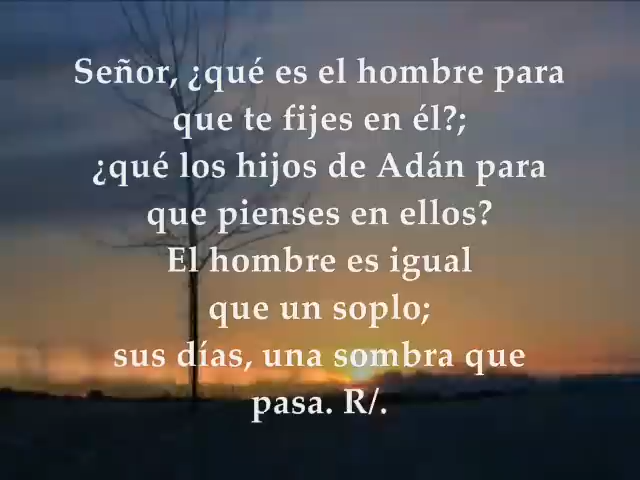 Señor, ¿qué es el hombre para
que te fijes en él?;
¿qué los hijos de Adán para
que pienses en ellos?
El hombre es igual
que un soplo;
sus días, una sombra que
pasa. R/.